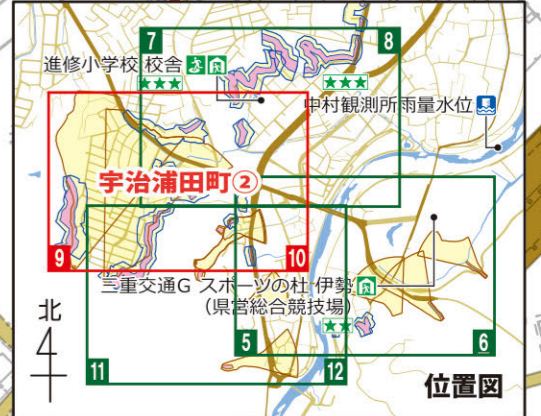 7
8
進修小学校 校舎
★★★
★★★
中村観測所雨量水位
宇治浦田町②
9
10
三重交通G スポーツの杜 伊勢
(県営総合競技場)
★★
北
5
6
11
12
位置図